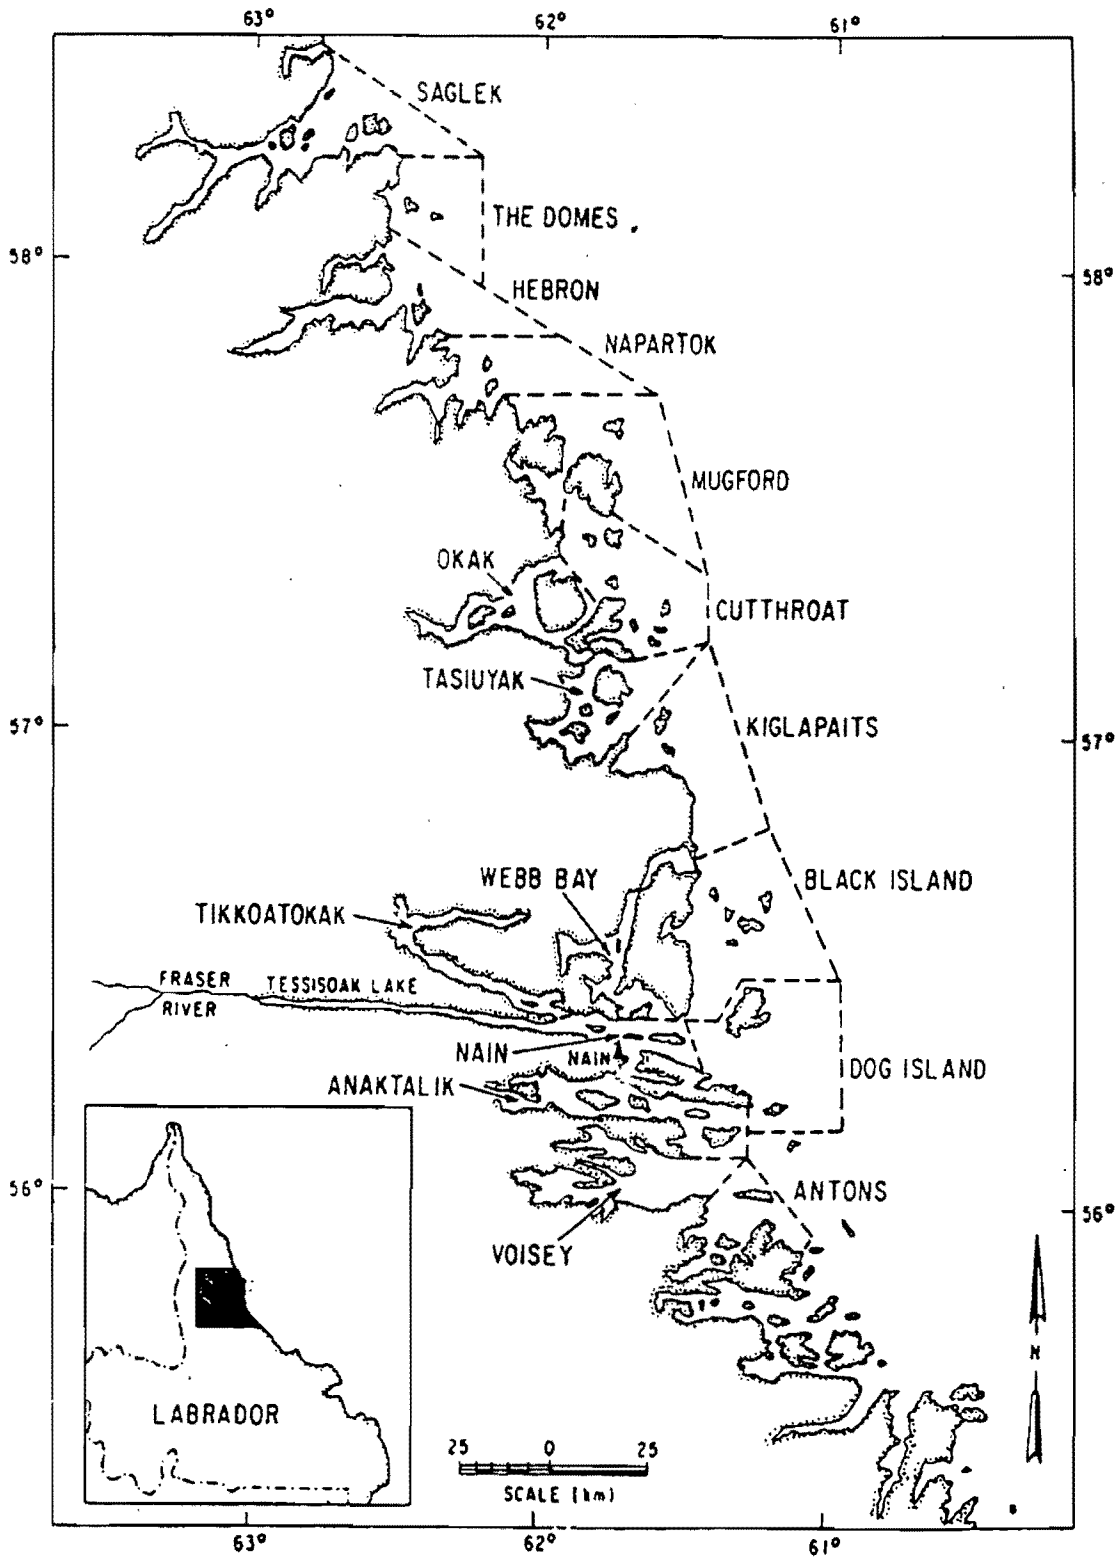 63°
62°
61°
SAGLEK
THE DOMES
58°
58°
HEBRON
NAPARTOK
MUGFORD
OKAK
CUTTHROAT
TASIUYAK
57°
KIGLAPAITS
57°
WEBB BAY
BLACK ISLAND
TIKKOATOKAK
FRASER
RIVER
TESSISOAK LAKE
NAIN
NAIN
DOG ISLAND
ANAKTALIK
56°
ANTONS
56°
VOISEY
N
LABRADOR
25 0 25
SCALE (km)
63°
62°
61°